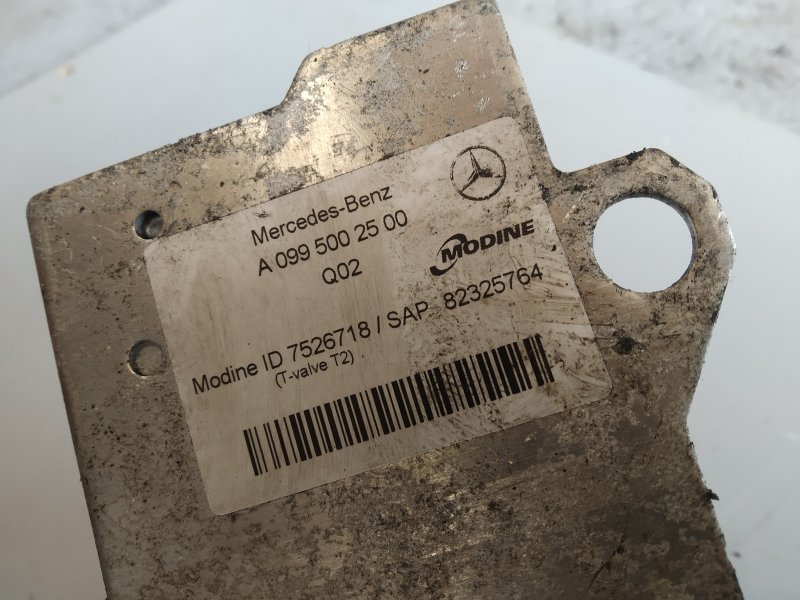 Mercedes-Benz
A 099 500 25 00
Q02
MODINE
Modine ID 7526718 / SAP 82325764
(T-valve T2)